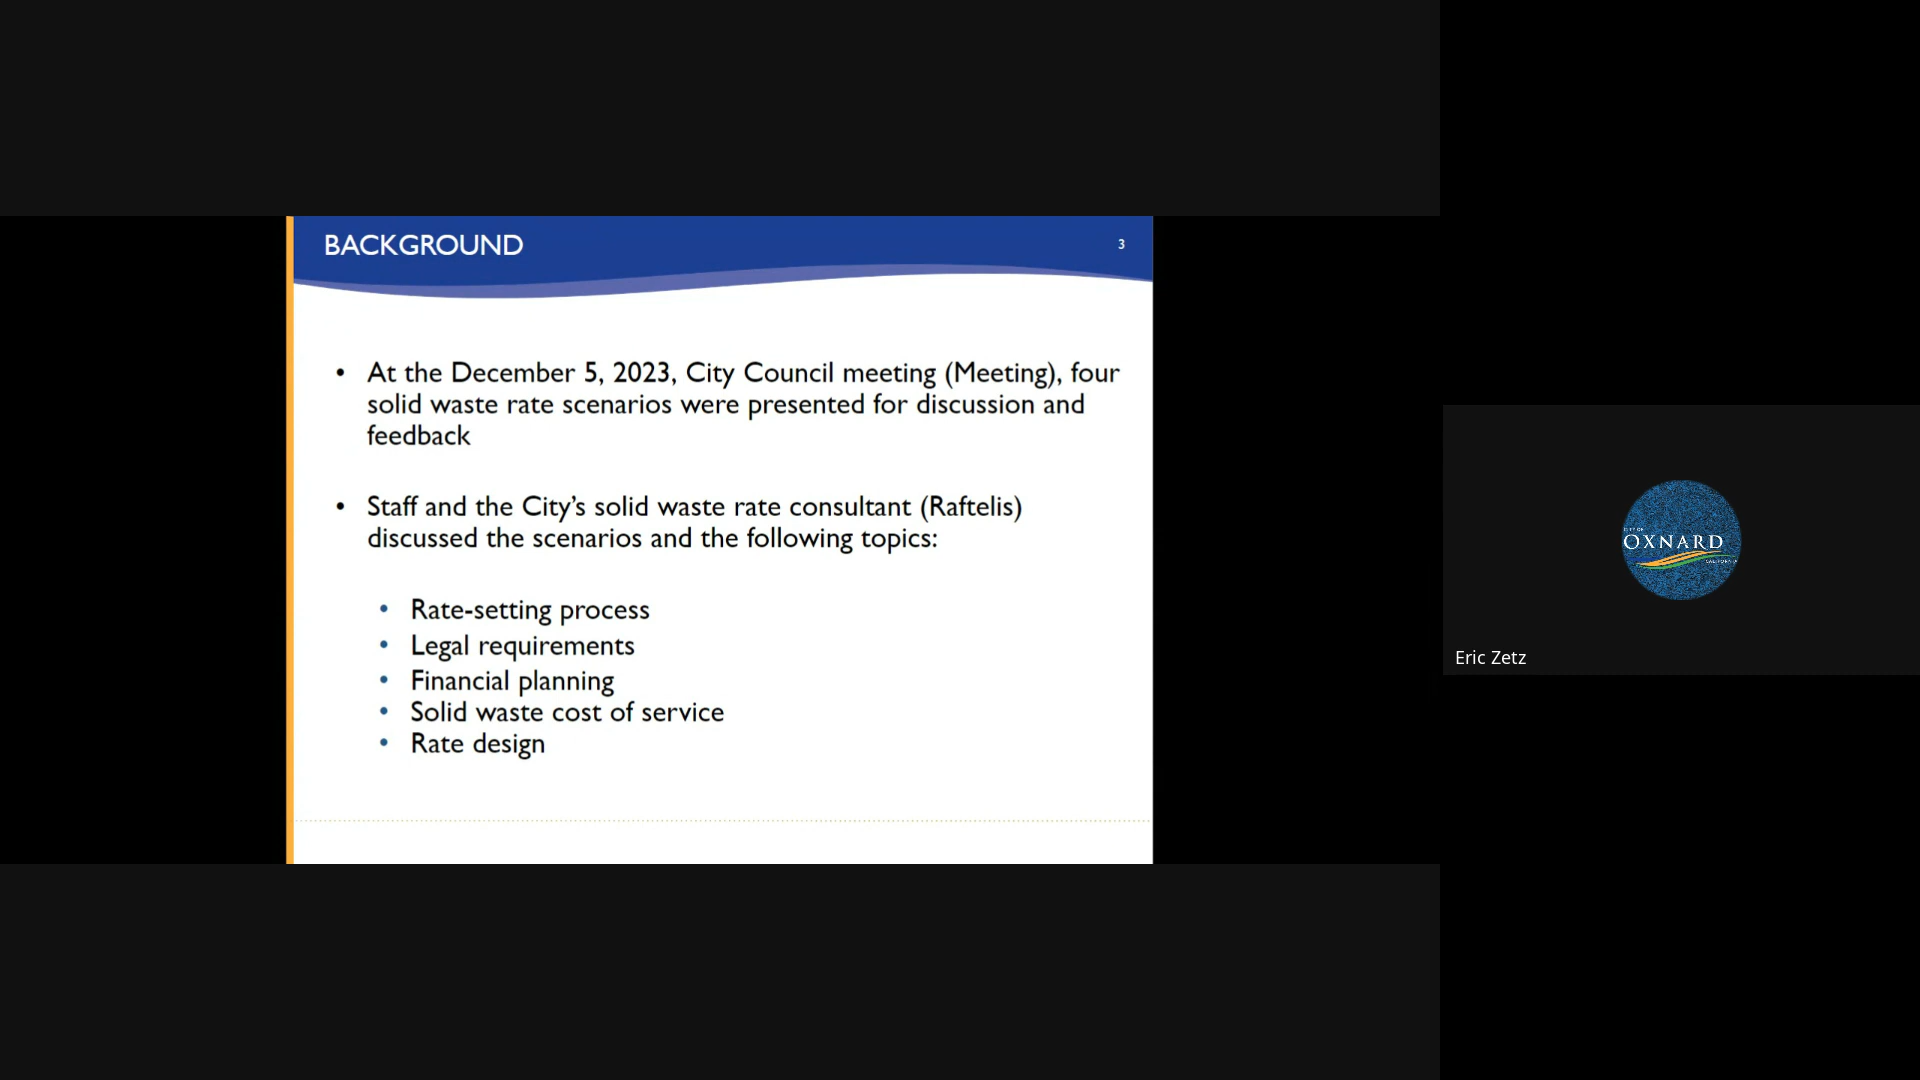 BACKGROUND
3
• At the December 5, 2023, City Council meeting (Meeting), four
solid waste rate scenarios were presented for discussion and
feedback
• Staff and the City’s solid waste rate consultant (Raftelis)
discussed the scenarios and the following topics:
• Rate-setting process
• Legal requirements
• Financial planning
• Solid waste cost of service
• Rate design
CITY OF
OXNARD
CALIFORNIA
Eric Zetz